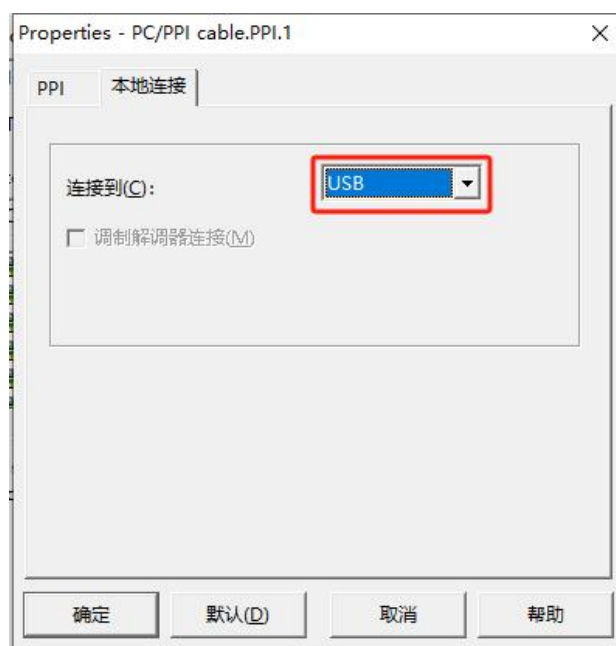 Properties - PC/PPI cable.PPI.1
PPI 本地连接
连接到(C): USB
调制解调器连接(M)
确定 默认(D) 取消 帮助